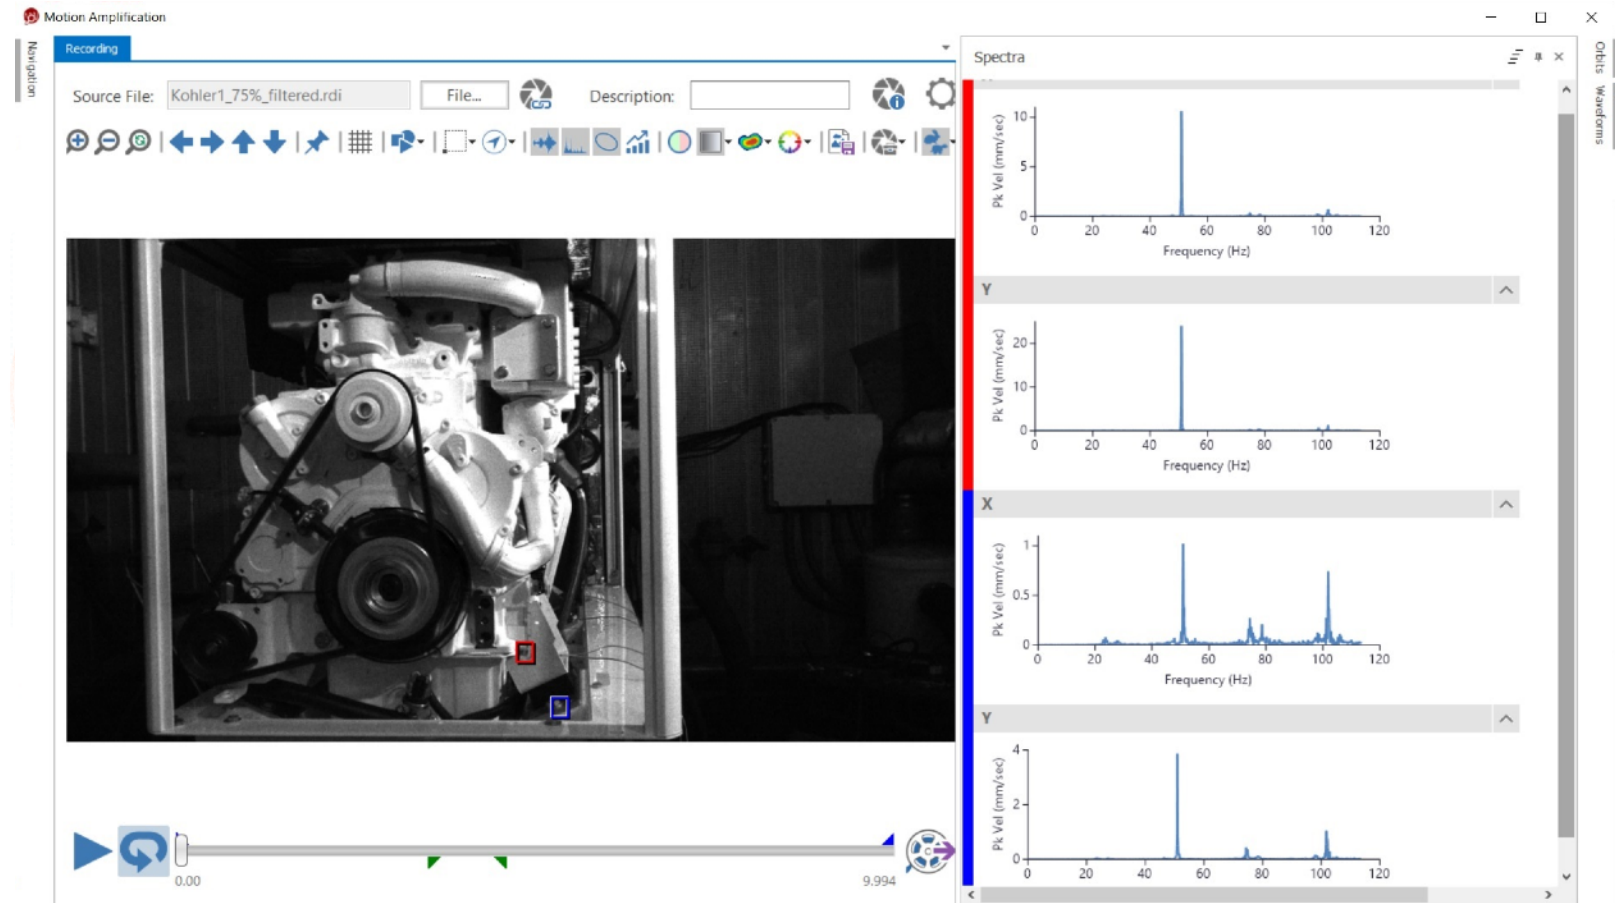 Motion Amplification
Navigation
Recording
Source File: Kohler1_75%_filtered.rdi File... Description:
0.00 9.994
Spectra
Pk Vel (mm/sec)
10
5
0
0 20 40 60 80 100 120
Frequency (Hz)
Y
Pk Vel (mm/sec)
20
10
0
0 20 40 60 80 100 120
Frequency (Hz)
X
Pk Vel (mm/sec)
1
0.5
0
0 20 40 60 80 100 120
Frequency (Hz)
Y
Pk Vel (mm/sec)
4
2
0
0 20 40 60 80 100 120
Orbits
Waveforms